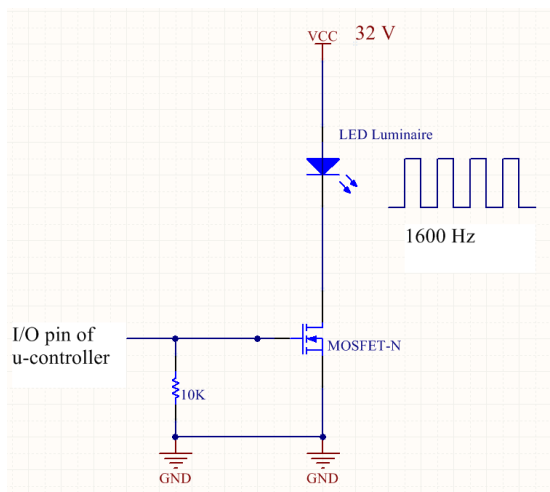 VCC 32 V
LED Luminaire
1600 Hz
I/O pin of
u-controller
MOSFET-N
10K
GND
GND